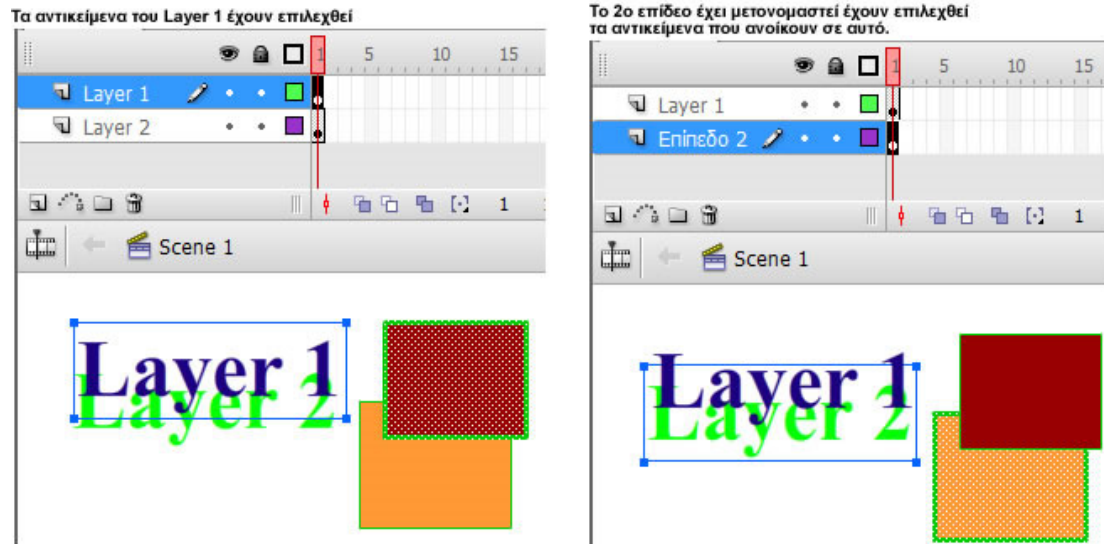 Τα αντικείμενα του Layer 1 έχουν επιλεχθεί
1 5 10 15
Layer 1
Layer 2
1
Scene 1
Layer 1
Layer 2
Το 2ο επίδεο έχει μετονομαστεί έχουν επιλεχθεί
τα αντικείμενα που ανοίκουν σε αυτό.
1 5 10 15
Layer 1
Επίπεδο 2
1
Scene 1
Layer 1
Layer 2